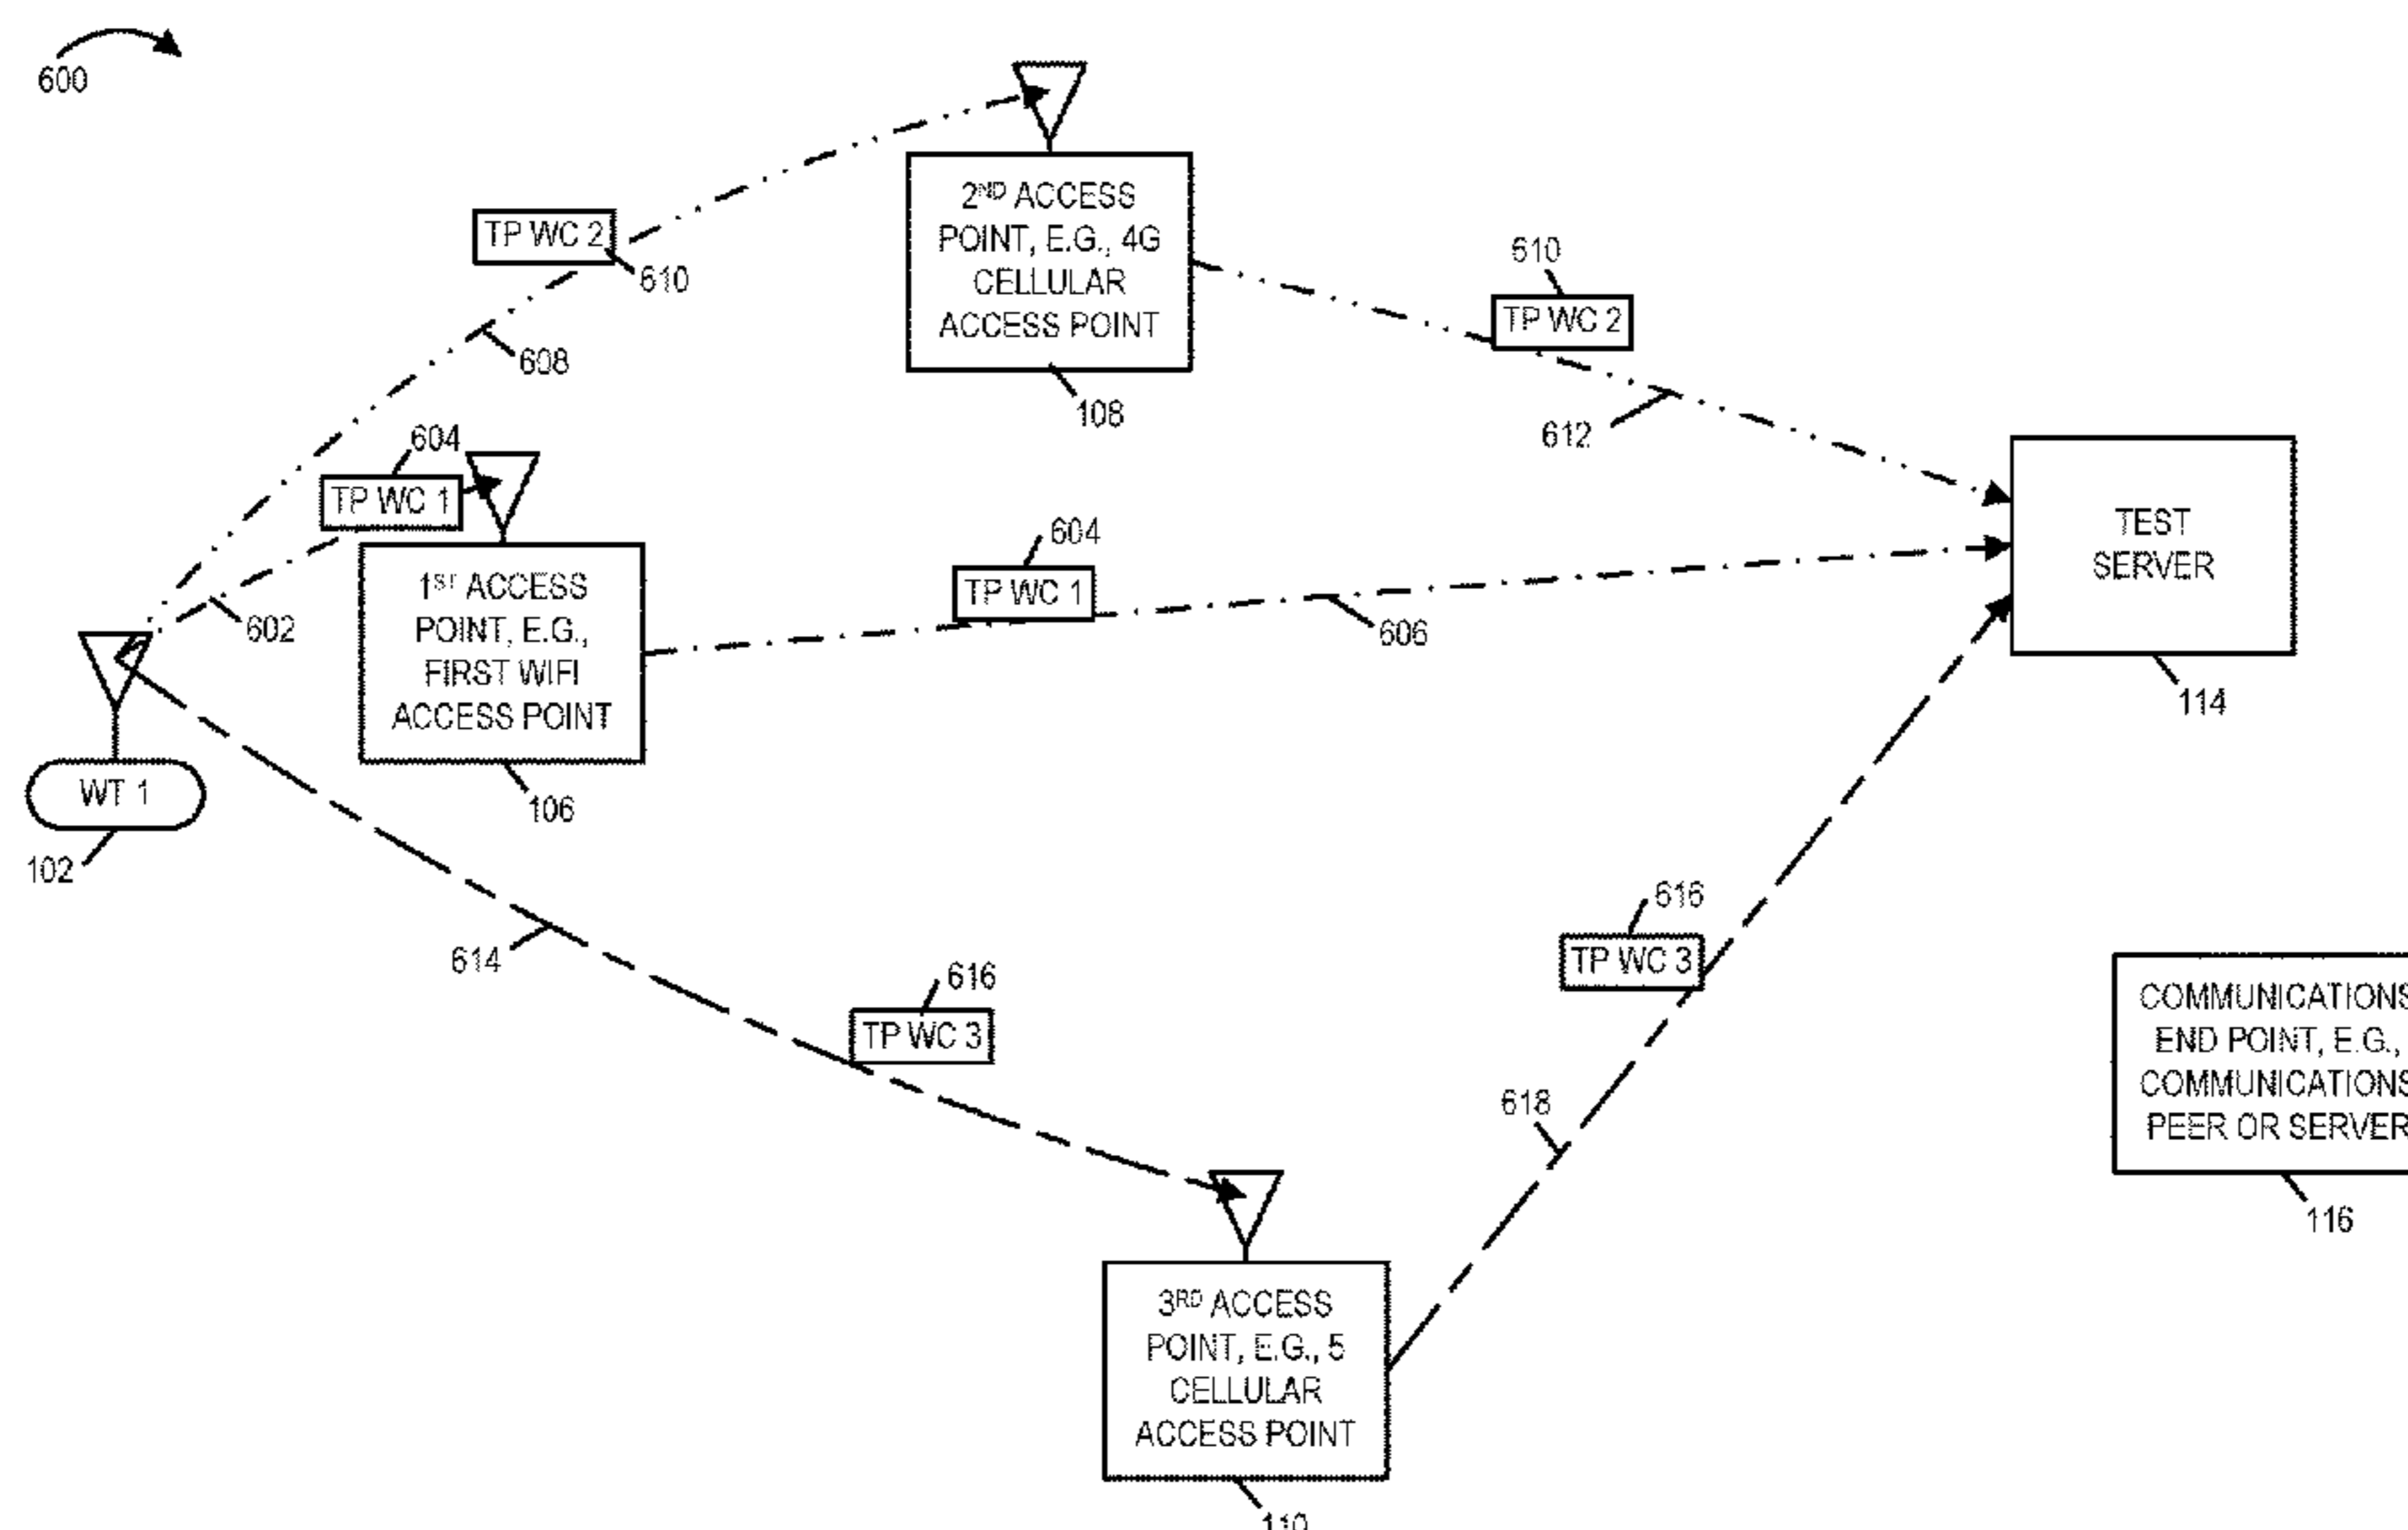 600
TP WC 2
610
608
2ND ACCESS
POINT, E.G., 4G
CELLULAR
ACCESS POINT
108
610
TP WC 2
612
604
TP WC 1
602
1ST ACCESS
POINT, E.G.,
FIRST WIFI
ACCESS POINT
106
604
TP WC 1
606
TEST
SERVER
114
WT 1
102
614
616
TP WC 3
616
TP WC 3
618
3RD ACCESS
POINT, E.G., 5
CELLULAR
ACCESS POINT
110
COMMUNICATIONS
END POINT, E.G.,
COMMUNICATIONS
PEER OR SERVER
116